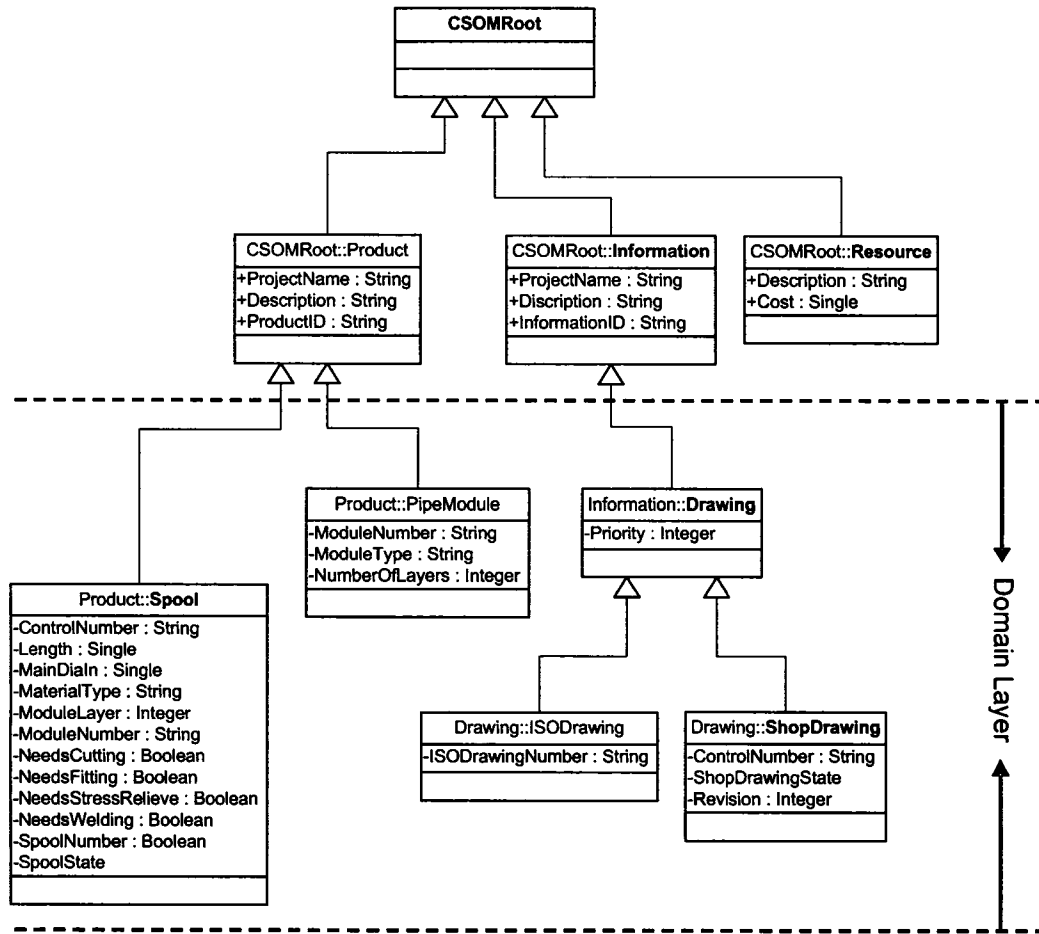 CSOMRoot
CSOMRoot::Product
+ProjectName : String
+Description : String
+ProductID : String
CSOMRoot::Information
+ProjectName : String
+Discription : String
+InformationID : String
CSOMRoot::Resource
+Description : String
+Cost : Single
Product::PipeModule
-ModuleNumber : String
-ModuleType : String
-NumberOfLayers : Integer
Information::Drawing
-Priority : Integer
Product::Spool
-ControlNumber : String
-Length : Single
-MainDiaIn : Single
-MaterialType : String
-ModuleLayer : Integer
-ModuleNumber : String
-NeedsCutting : Boolean
-NeedsFitting : Boolean
-NeedsStressRelieve : Boolean
-NeedsWelding : Boolean
-SpoolNumber : Boolean
-SpoolState
Drawing::ISODrawing
-ISODrawingNumber : String
Drawing::ShopDrawing
-ControlNumber : String
-ShopDrawingState
-Revision : Integer
Domain Layer